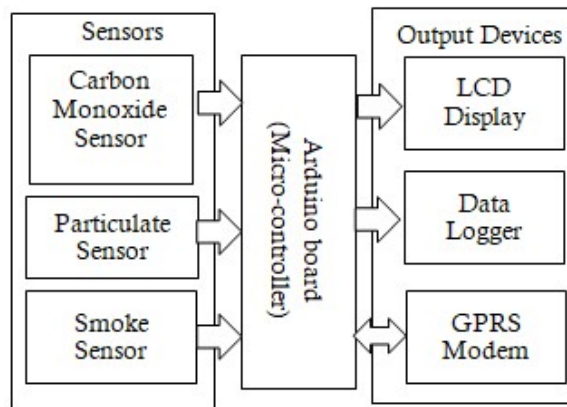 Sensors
Carbon
Monoxide
Sensor
Particulate
Sensor
Smoke
Sensor
Arduino board
(Micro-controller)
Output Devices
LCD
Display
Data
Logger
GPRS
Modem